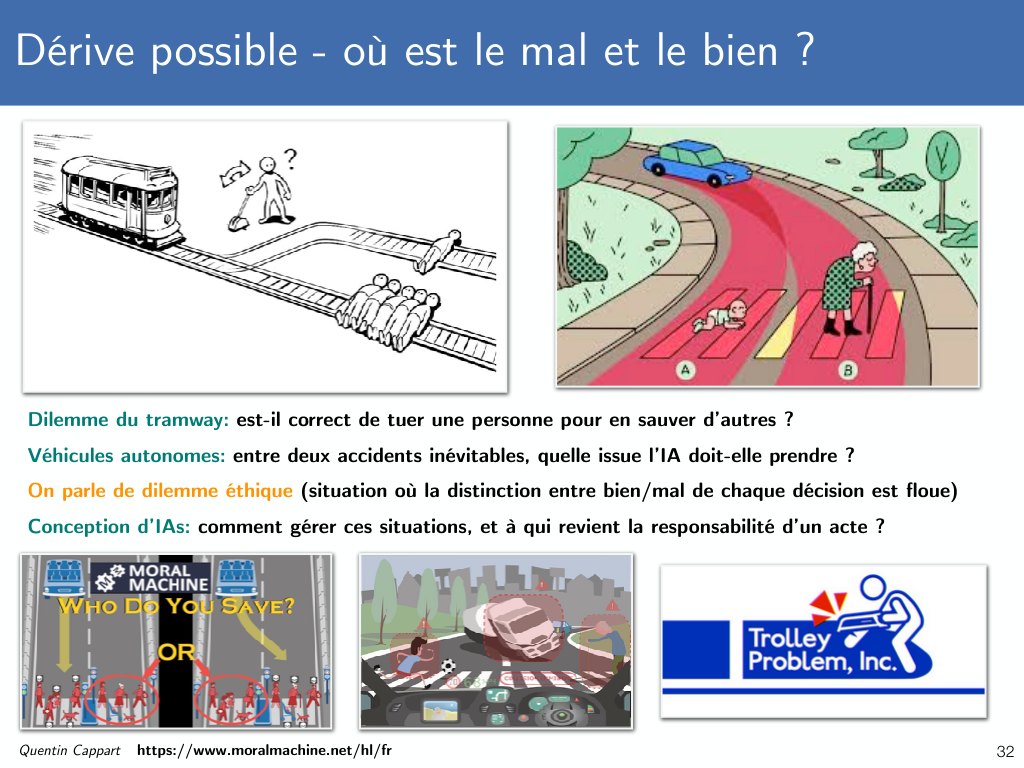 Dérive possible - où est le mal et le bien ?
?
A
B
Dilemme du tramway: est-il correct de tuer une personne pour en sauver d'autres ?
Véhicules autonomes: entre deux accidents inévitables, quelle issue l'IA doit-elle prendre ?
On parle de dilemme éthique (situation où la distinction entre bien/mal de chaque décision est floue)
Conception d'IAs: comment gérer ces situations, et à qui revient la responsabilité d'un acte ?
MORAL
MACHINE
WHO DO YOU SAVE?
OR
Trolley
Problem, Inc.
Quentin Cappart https://www.moralmachine.net/hl/fr
32